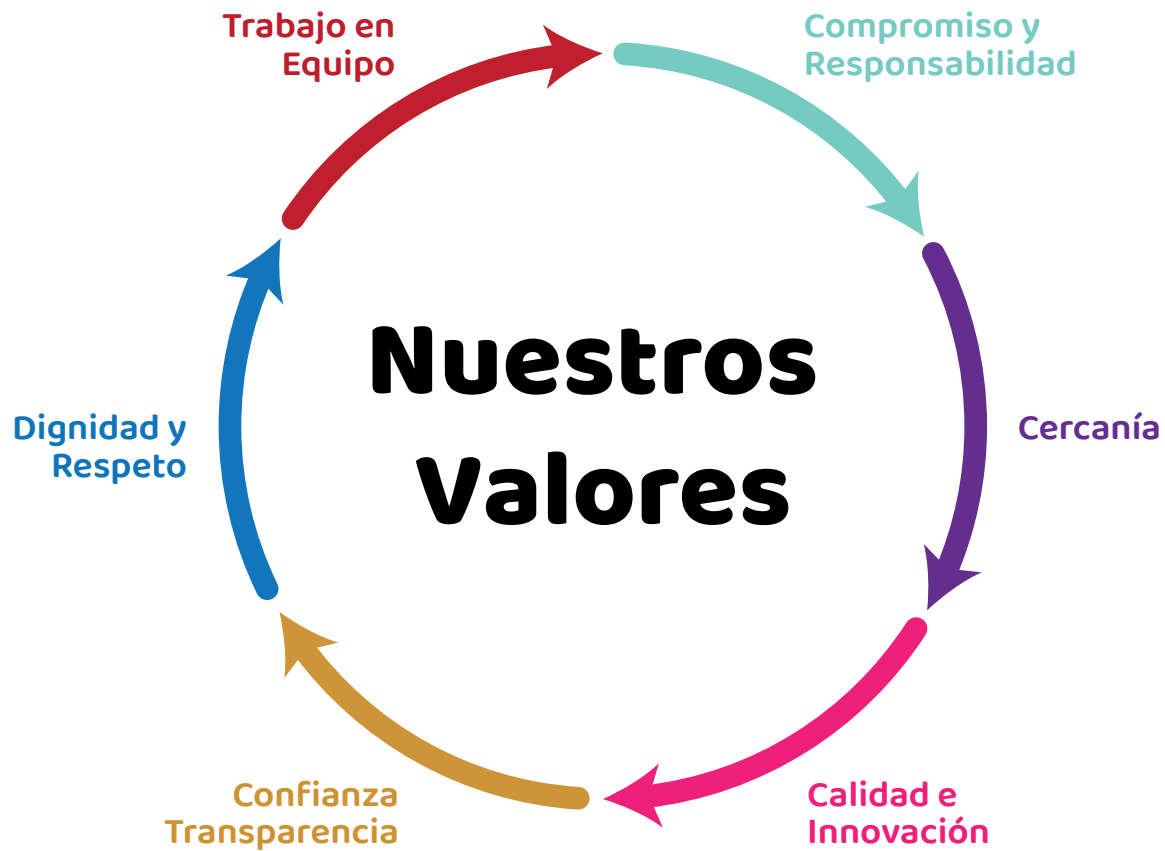 Trabajo en
Equipo
Compromiso y
Responsabilidad
Nuestros
Valores
Dignidad y
Respeto
Cercanía
Confianza
Transparencia
Calidad e
Innovación